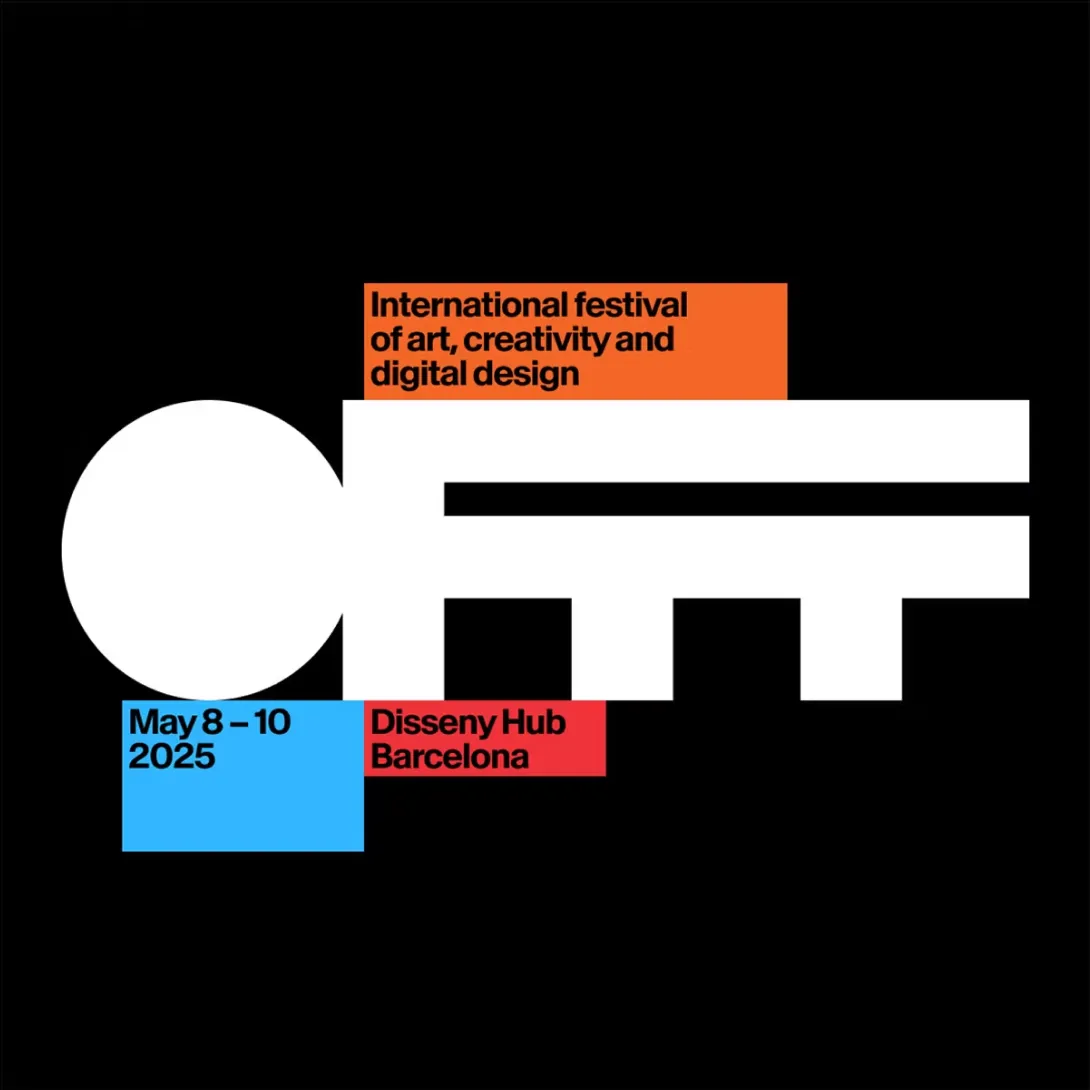 International festival
of art, creativity and
digital design
OFFF
May 8 – 10
2025
Disseny Hub
Barcelona